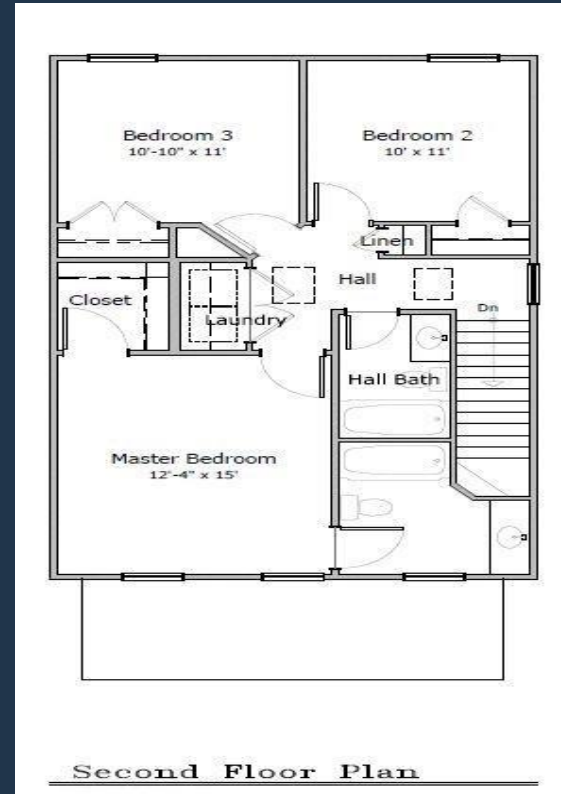 Bedroom 3
10'-10" x 11'
Bedroom 2
10' x 11'
Linen
Hall
Closet
Laundry
Dn
Hall Bath
Master Bedroom
12'-4" x 15'
Second Floor Plan